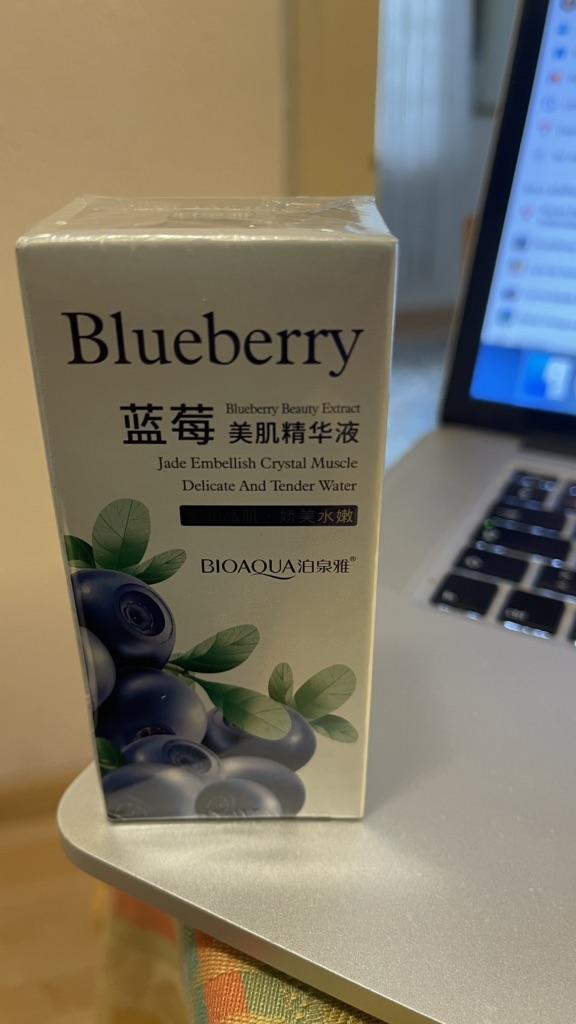 Blueberry
蓝莓
Blueberry Beauty Extract
美肌精华液
Jade Embellish Crystal Muscle
Delicate And Tender Water
肌 · 娇美水嫩
BIOAQUA泊泉雅®